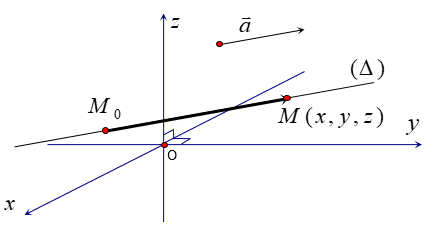 z
a⃗
(Δ)
M₀
M(x, y, z)
y
O
x